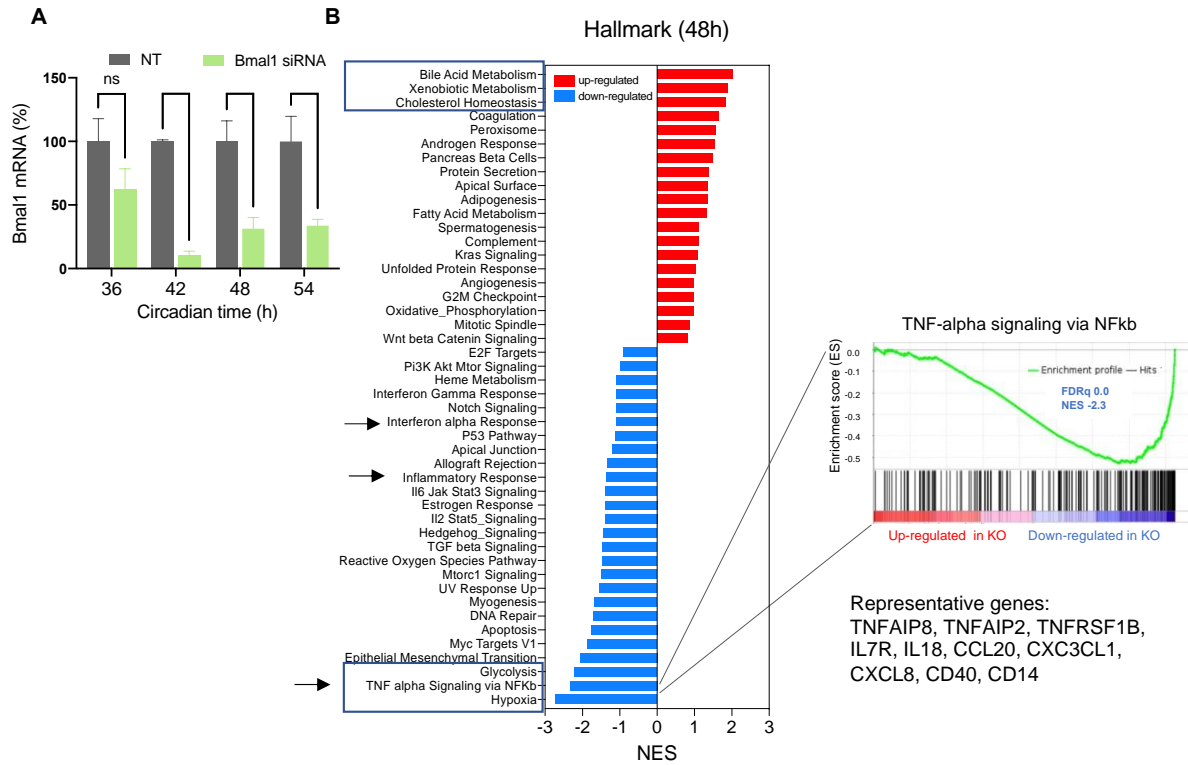 A
NT
Bmal1 siRNA
150
100
50
0
ns
Bmal1 mRNA (%)
36
42
48
54
Circadian time (h)
B
Hallmark (48h)
up-regulated
down-regulated
Bile Acid Metabolism
Xenobiotic Metabolism
Cholesterol Homeostasis
Coagulation
Peroxisome
Androgen Response
Pancreas Beta Cells
Protein Secretion
Apical Surface
Adipogenesis
Fatty Acid Metabolism
Spermatogenesis
Complement
Kras Signaling
Unfolded Protein Response
Angiogenesis
G2M Checkpoint
Oxidative_Phosphorylation
Mitotic Spindle
Wnt beta Catenin Signaling
E2F Targets
Pi3K Akt Mtor Signaling
Heme Metabolism
Interferon Gamma Response
Notch Signaling
Interferon alpha Response
P53 Pathway
Apical Junction
Allograft Rejection
Inflammatory Response
Il6 Jak Stat3 Signaling
Estrogen Response
Il2 Stat5_Signaling
Hedgehog_Signaling
TGF beta Signaling
Reactive Oxygen Species Pathway
Mtorc1 Signaling
UV Response Up
Myogenesis
DNA Repair
Apoptosis
Myc Targets V1
Epithelial Mesenchymal Transition
Glycolysis
TNF alpha Signaling via NFKb
Hypoxia
-3
-2
-1
0
1
2
3
NES
TNF-alpha signaling via NFkb
Enrichment score (ES)
0.0
-0.1
-0.2
-0.3
-0.4
-0.5
Enrichment profile
Hits
FDRq 0.0
NES -2.3
Up-regulated in KO
Down-regulated in KO
Representative genes:
TNFAIP8, TNFAIP2, TNFRSF1B,
IL7R, IL18, CCL20, CX3CL1,
CXCL8, CD40, CD14